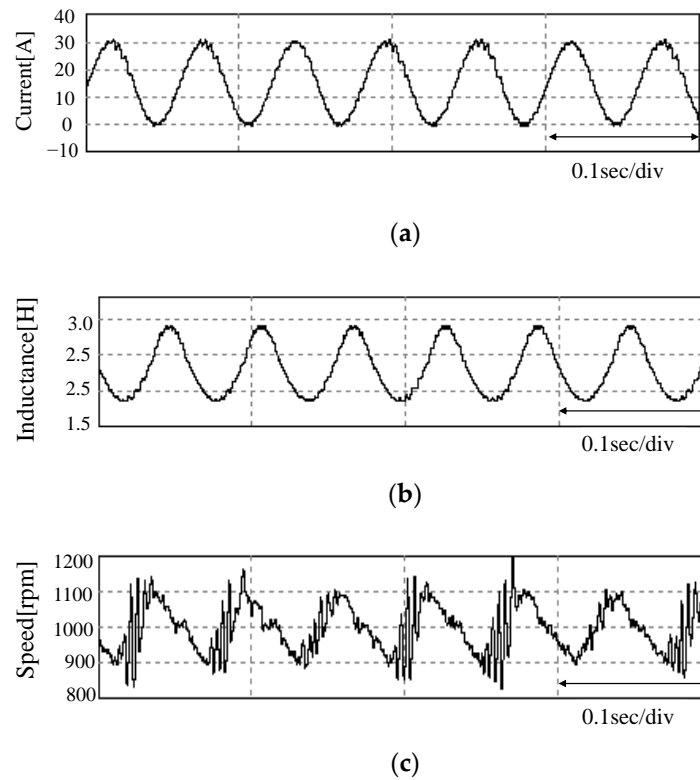 Current[A]
40
30
20
10
0
−10
0.1sec/div
(a)
Inductance[H]
3.0
2.5
2.5
1.5
0.1sec/div
(b)
Speed[rpm]
1200
1100
1000
900
800
0.1sec/div
(c)